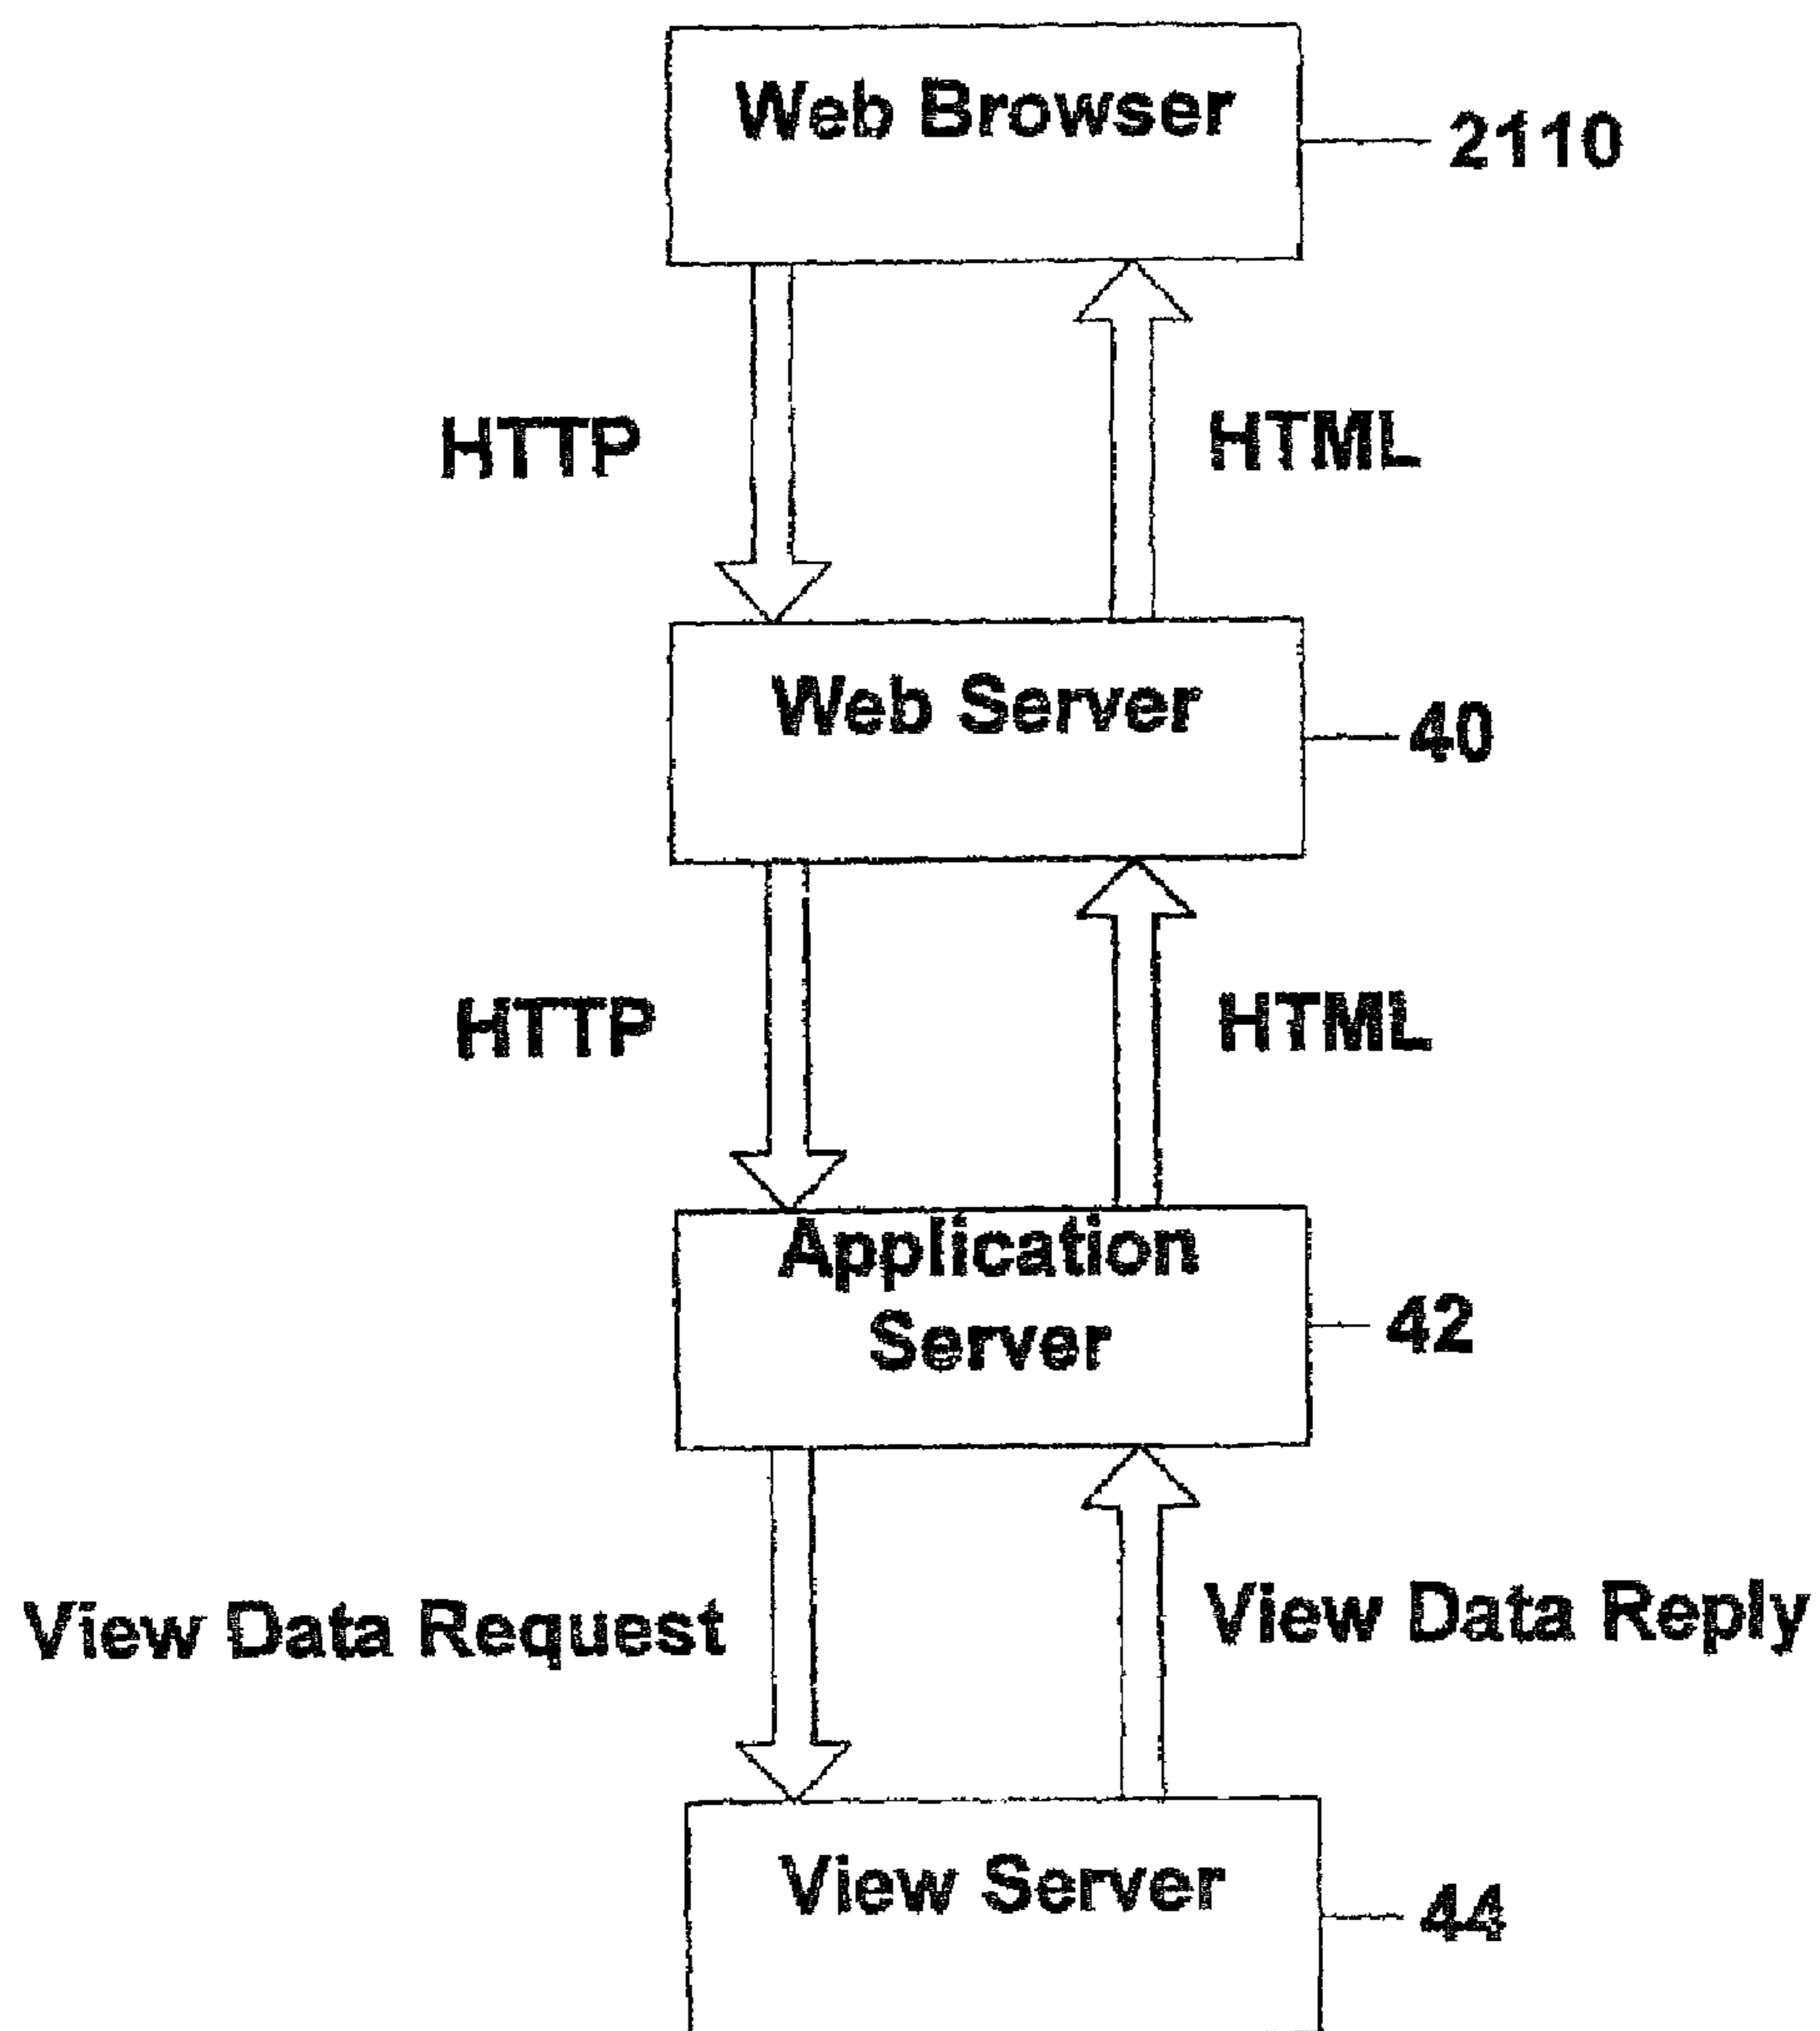 Web Browser
2110
HTTP
HTML
Web Server
40
HTTP
HTML
Application
Server
42
View Data Request
View Data Reply
View Server
44